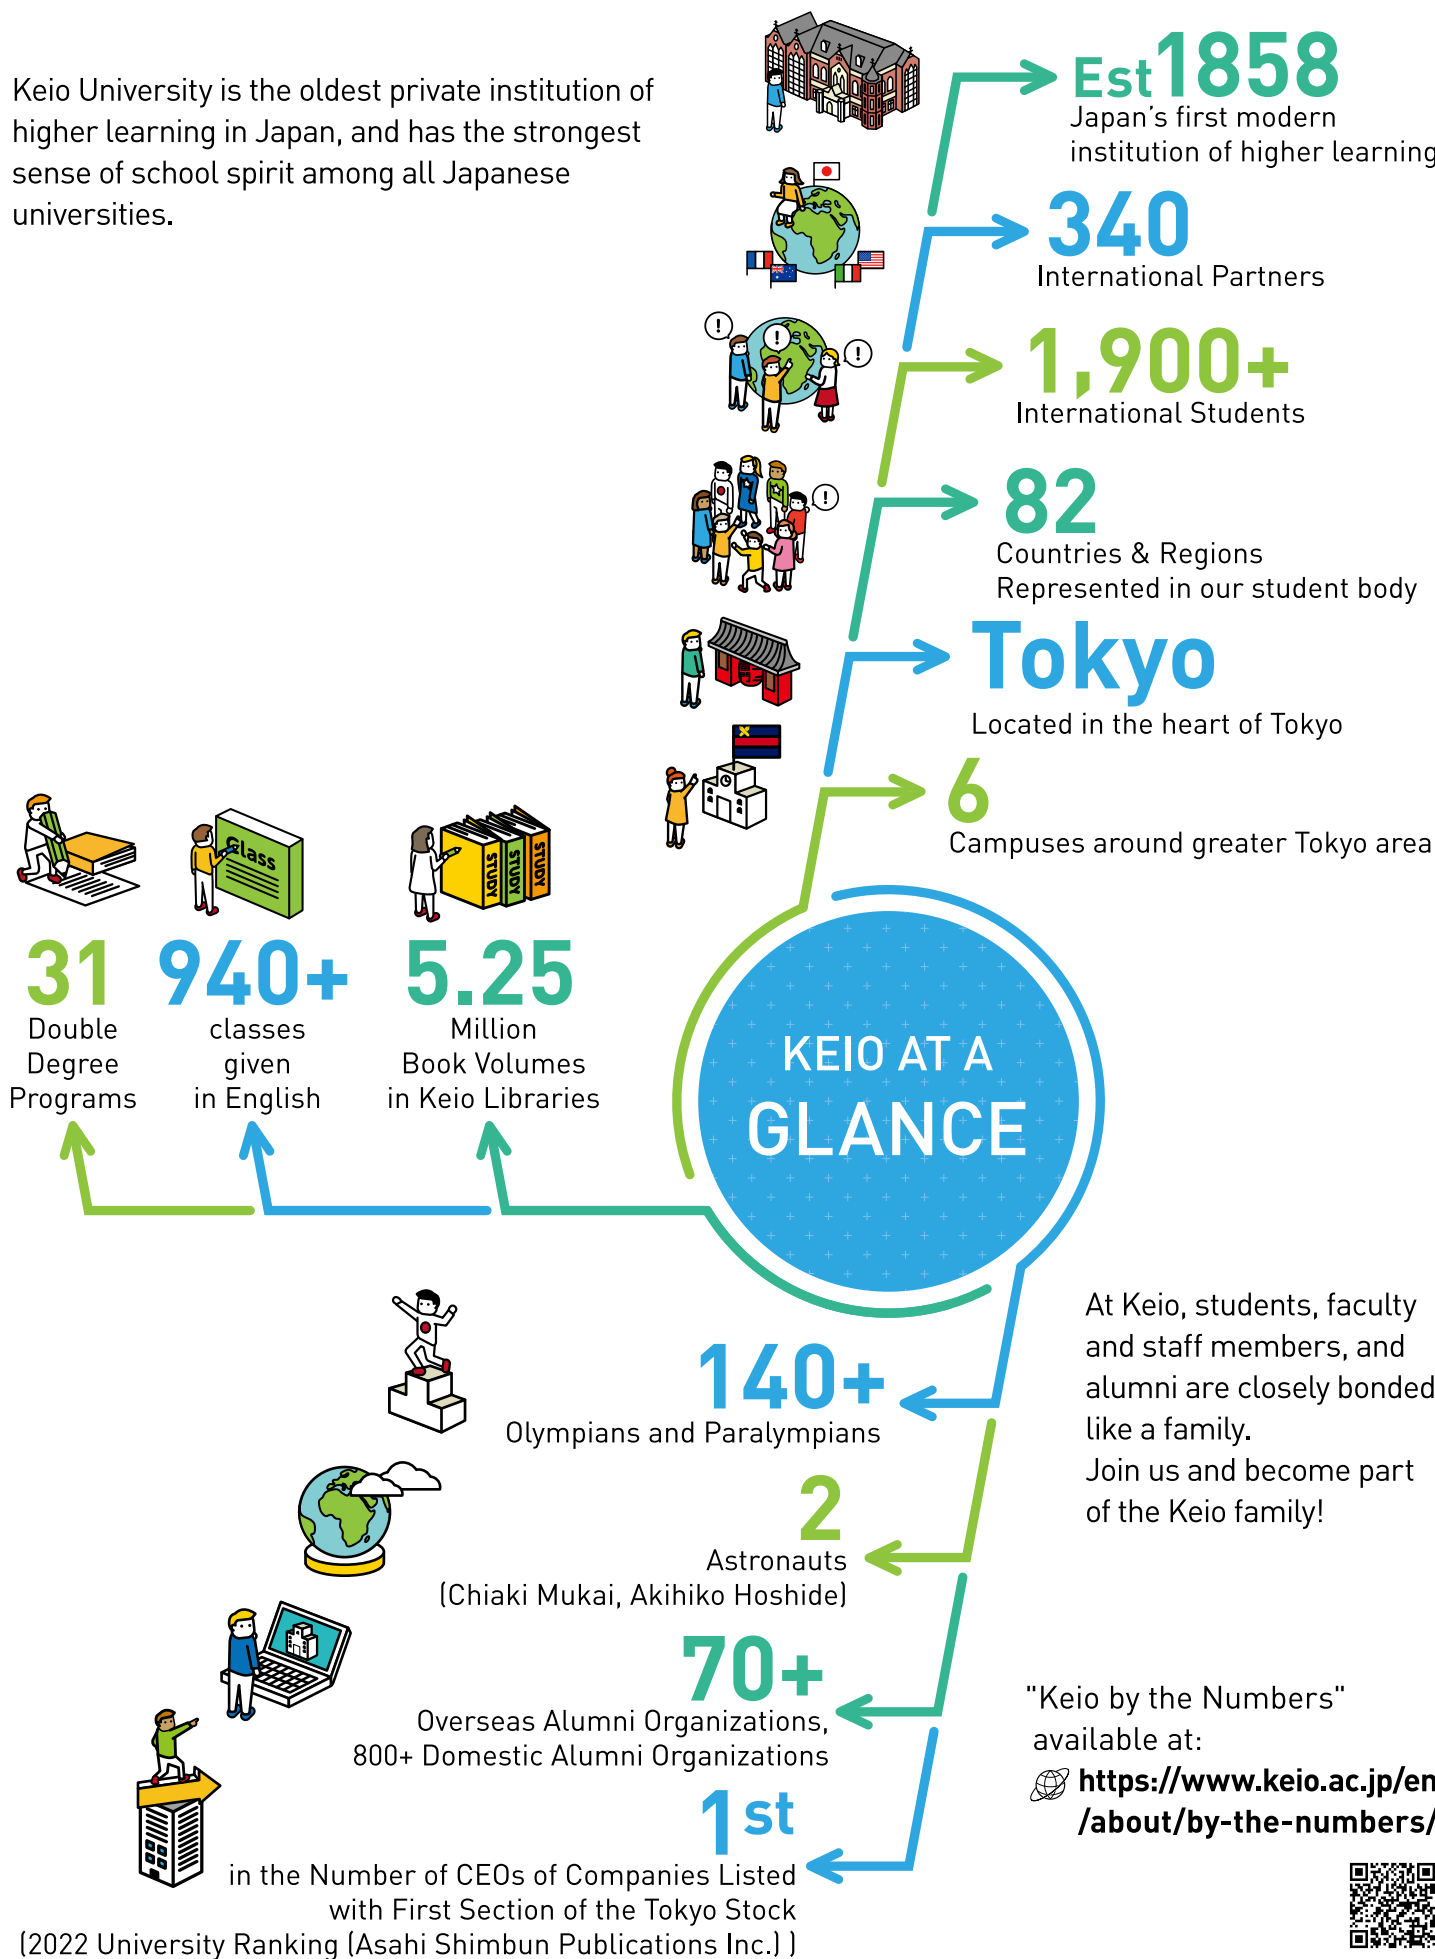 Keio University is the oldest private institution of
higher learning in Japan, and has the strongest
sense of school spirit among all Japanese
universities.
Est 1858
Japan's first modern
institution of higher learning
340
International Partners
1,900+
International Students
82
Countries & Regions
Represented in our student body
Tokyo
Located in the heart of Tokyo
6
Campuses around greater Tokyo area
Class
STUDY
STUDY
STUDY
31
Double
Degree
Programs
940+
classes
given
in English
5.25
Million
Book Volumes
in Keio Libraries
KEIO AT A
GLANCE
140+
Olympians and Paralympians
2
Astronauts
(Chiaki Mukai, Akihiko Hoshide)
70+
Overseas Alumni Organizations,
800+ Domestic Alumni Organizations
1st
in the Number of CEOs of Companies Listed
with First Section of the Tokyo Stock
(2022 University Ranking (Asahi Shimbun Publications Inc.) )
At Keio, students, faculty
and staff members, and
alumni are closely bonded
like a family.
Join us and become part
of the Keio family!
"Keio by the Numbers"
available at:
https://www.keio.ac.jp/en
/about/by-the-numbers/